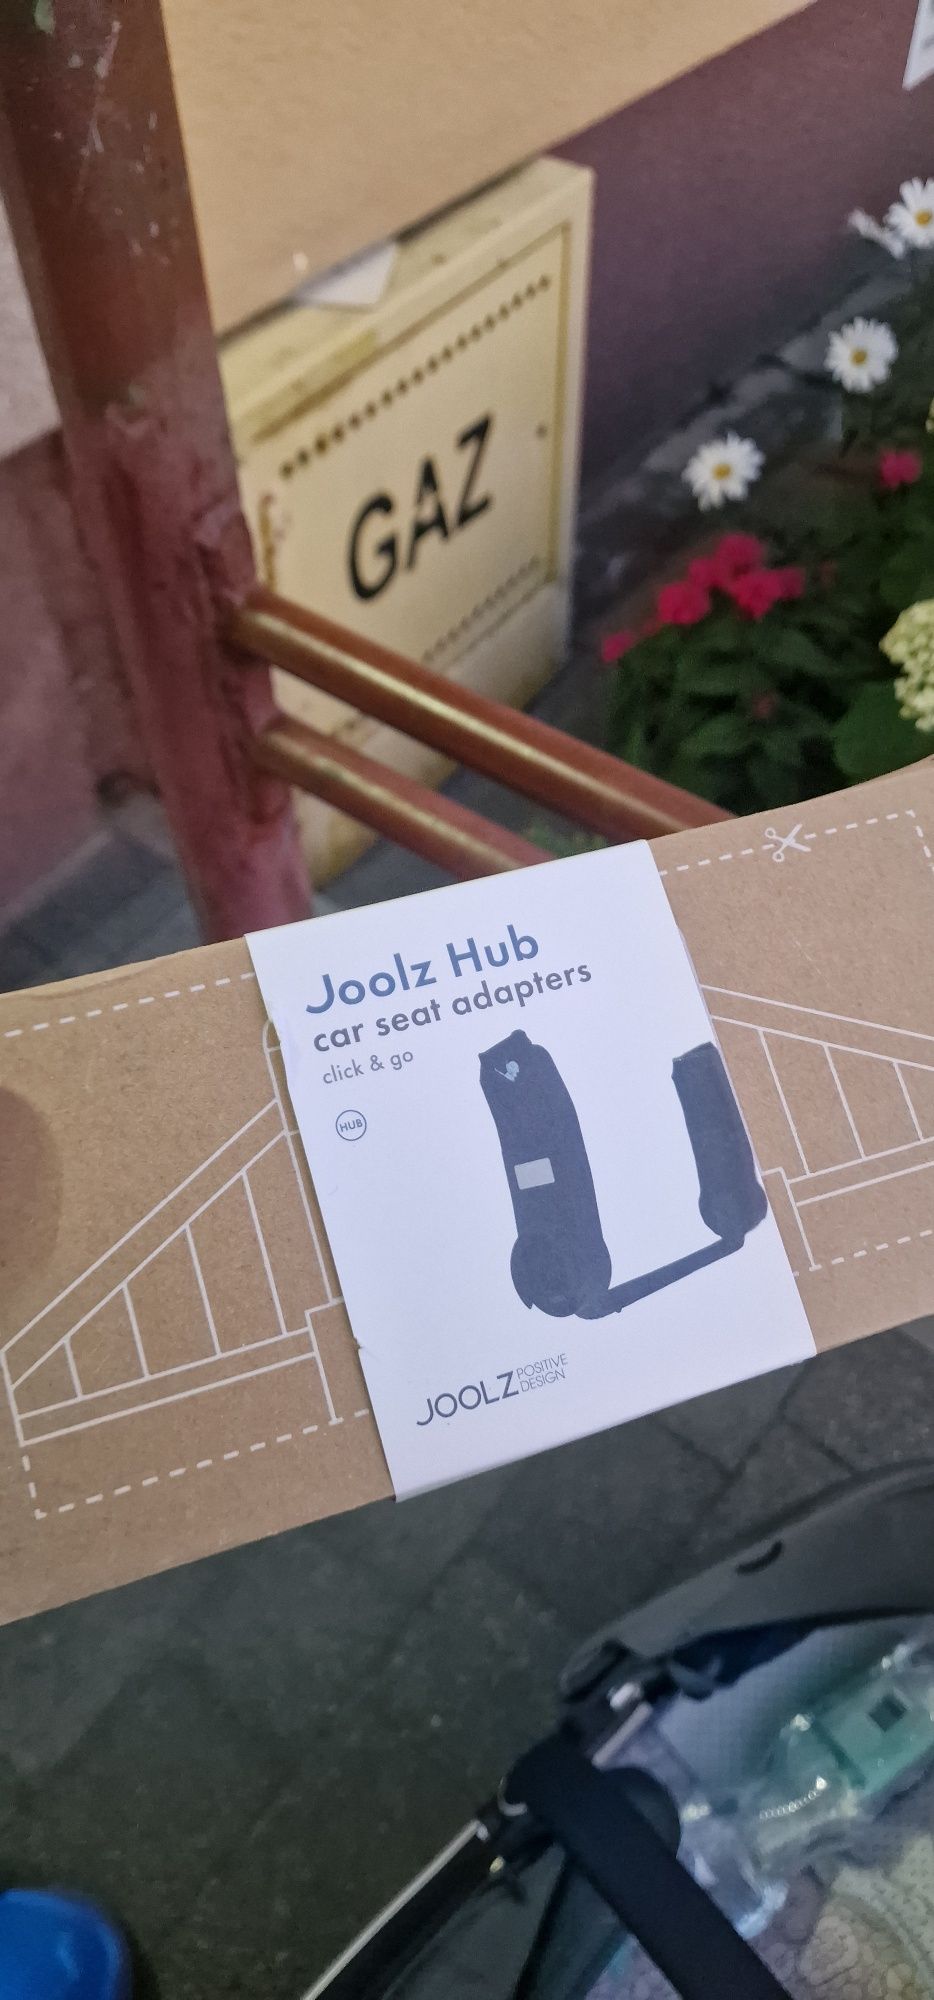 GAZ
Joolz Hub
car seat adapters
click & go
HUB
JOOLZ POSITIVE
DESIGN